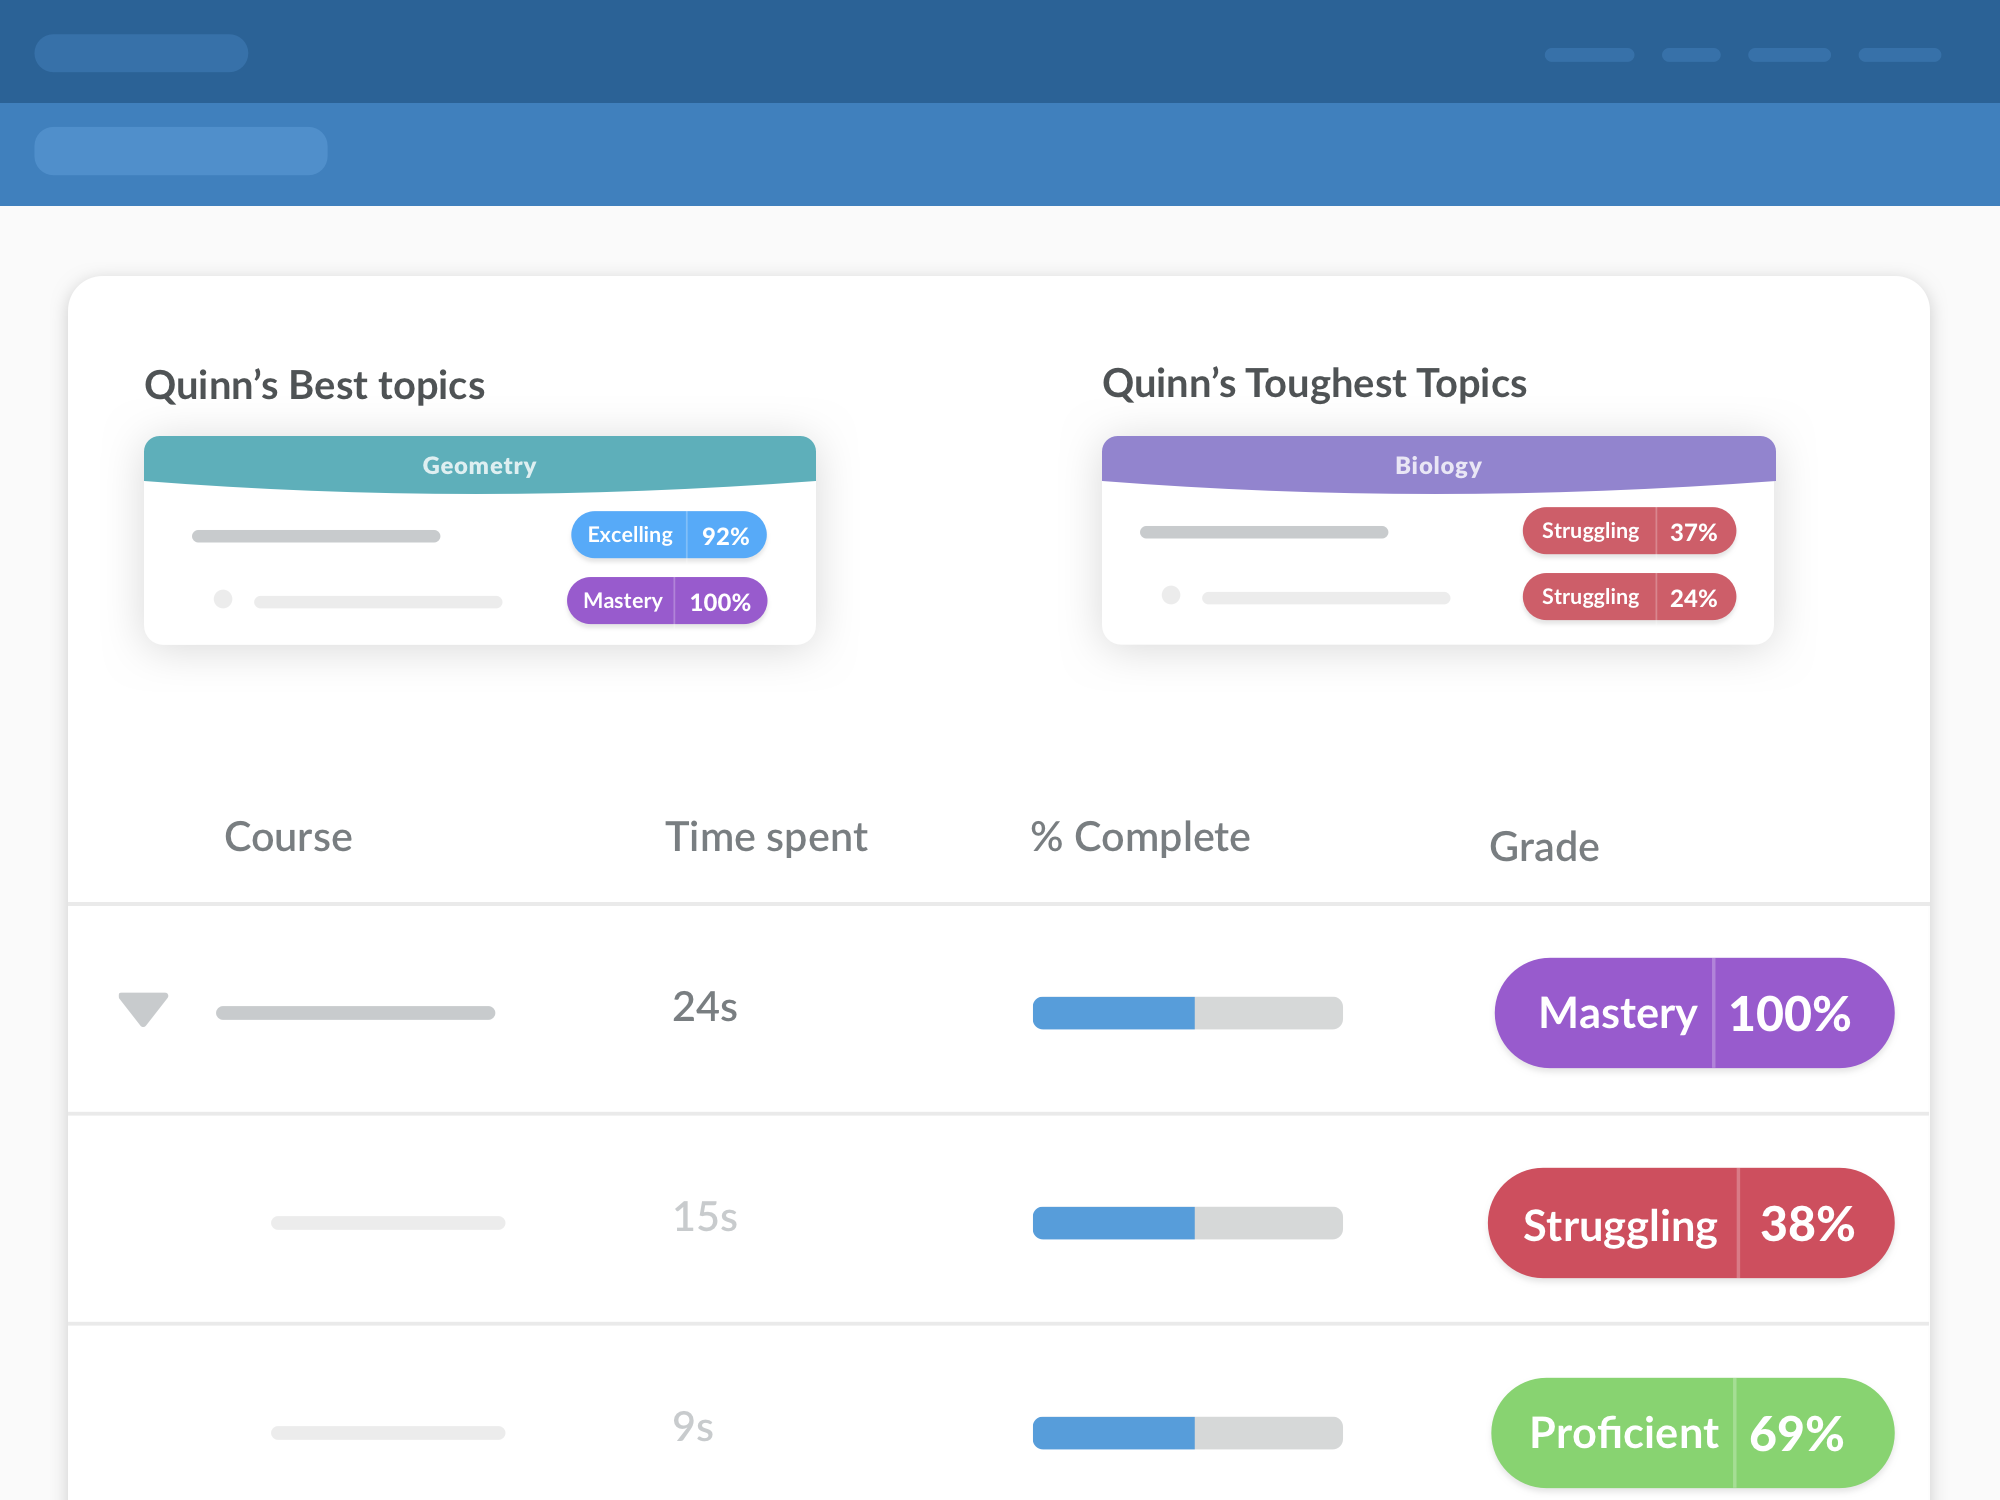 Quinn’s Best topics
Quinn’s Toughest Topics
Geometry
Excelling 92%
Mastery 100%
Biology
Struggling 37%
Struggling 24%
Course Time spent % Complete Grade
24s Mastery 100%
15s Struggling 38%
9s Proficient 69%